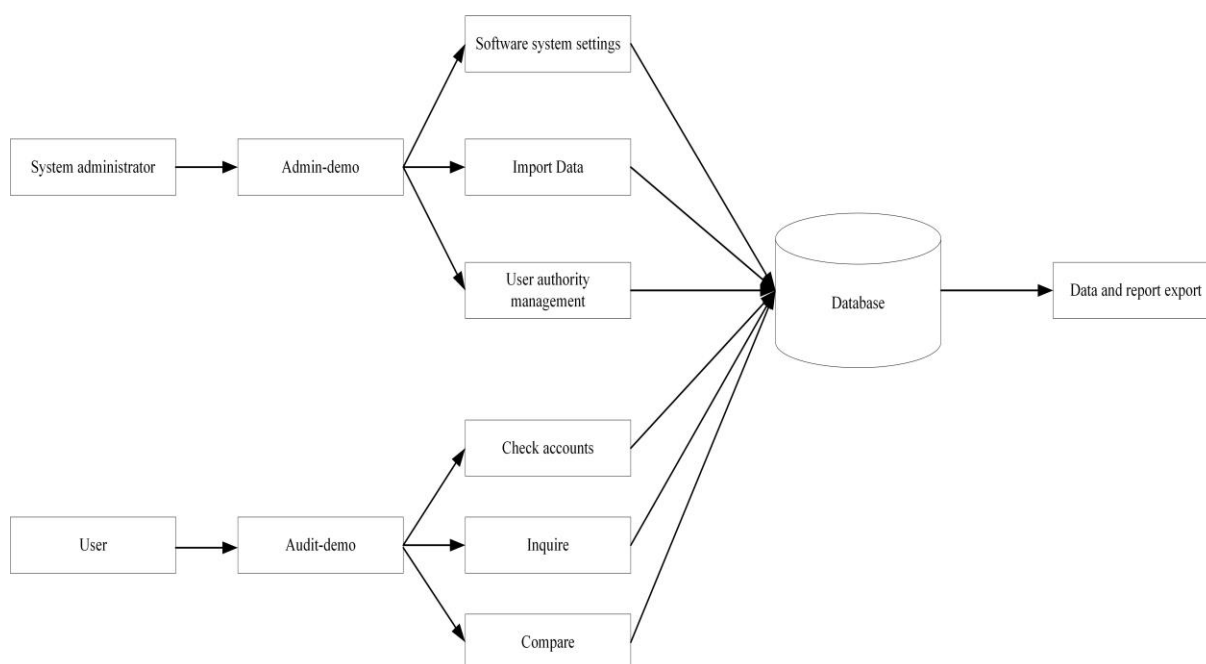 Software system settings
System administrator
Admin-demo
Import Data
User authority
management
Database
Data and report export
Check accounts
User
Audit-demo
Inquire
Compare